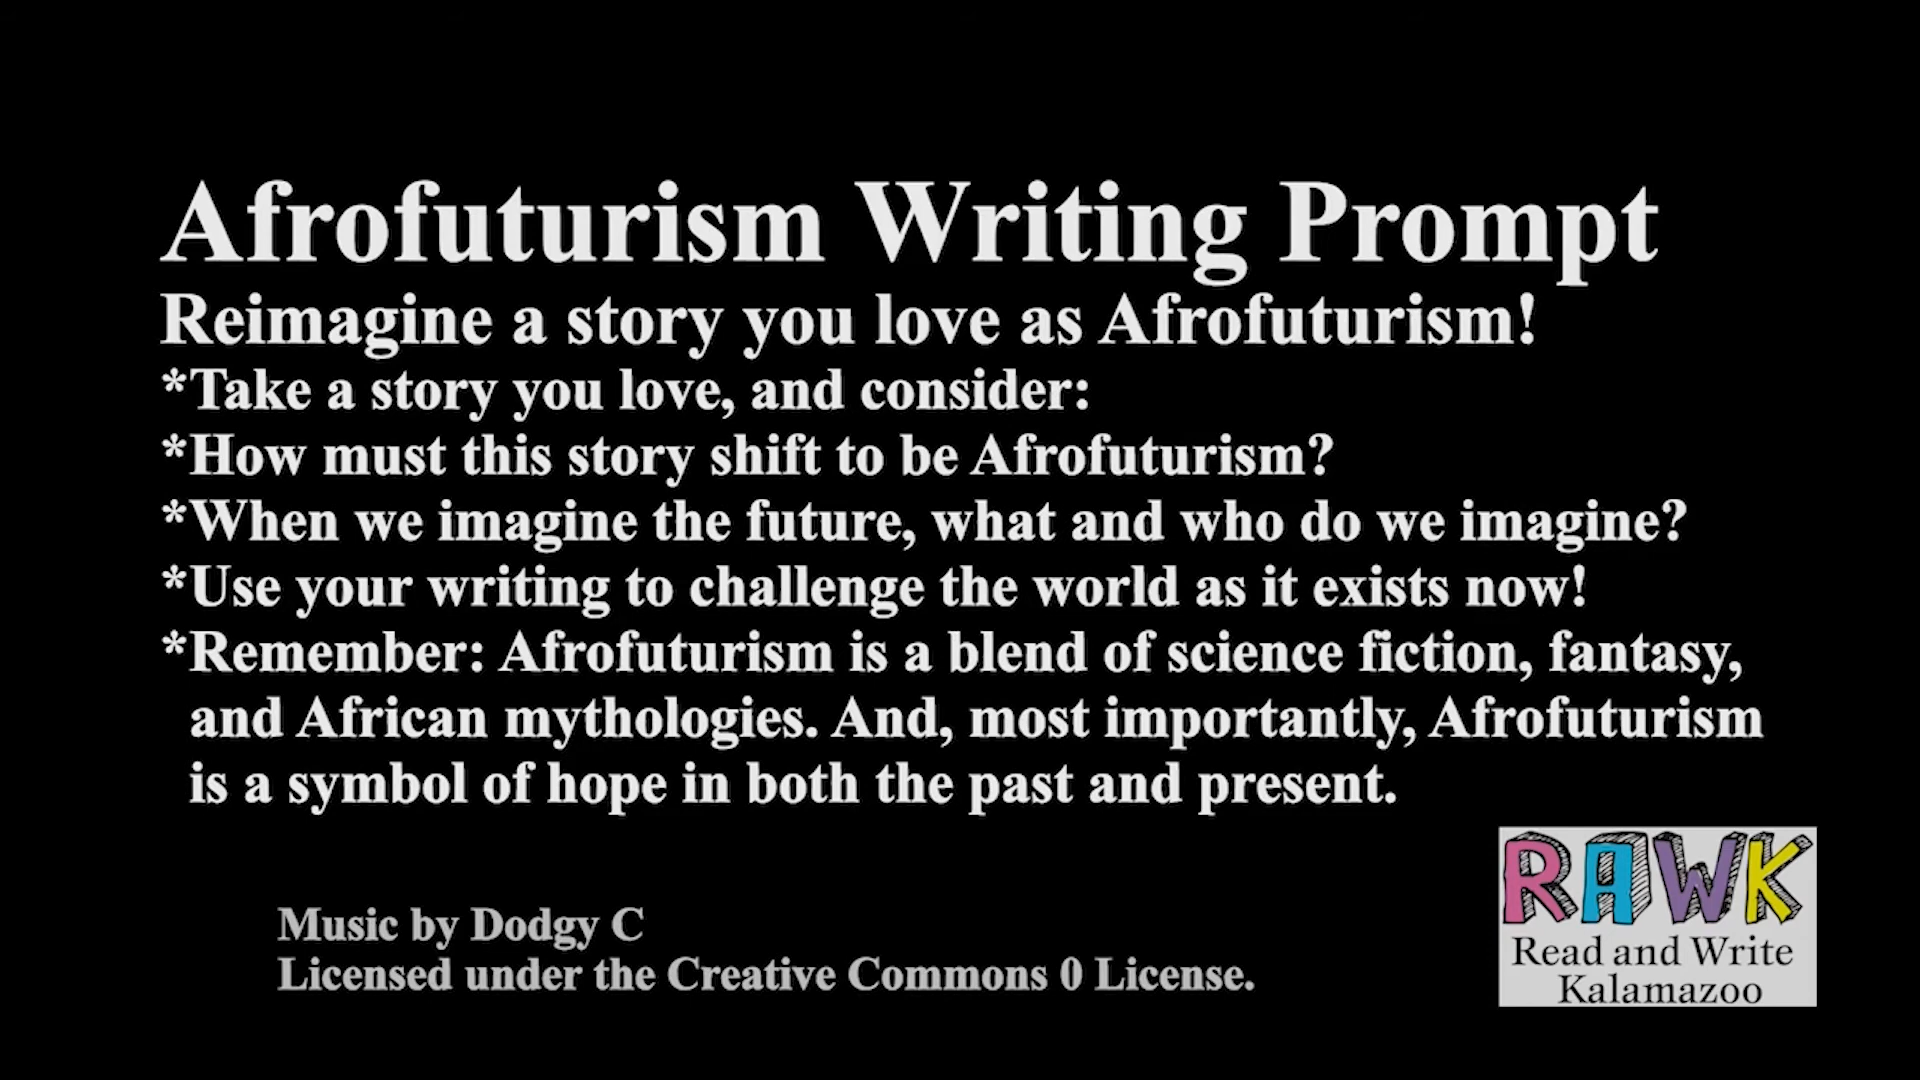 Afrofuturism Writing Prompt
Reimagine a story you love as Afrofuturism!
*Take a story you love, and consider:
*How must this story shift to be Afrofuturism?
*When we imagine the future, what and who do we imagine?
*Use your writing to challenge the world as it exists now!
*Remember: Afrofuturism is a blend of science fiction, fantasy,
and African mythologies. And, most importantly, Afrofuturism
is a symbol of hope in both the past and present.
Music by Dodgy C
Licensed under the Creative Commons 0 License.
RAWK
Read and Write
Kalamazoo